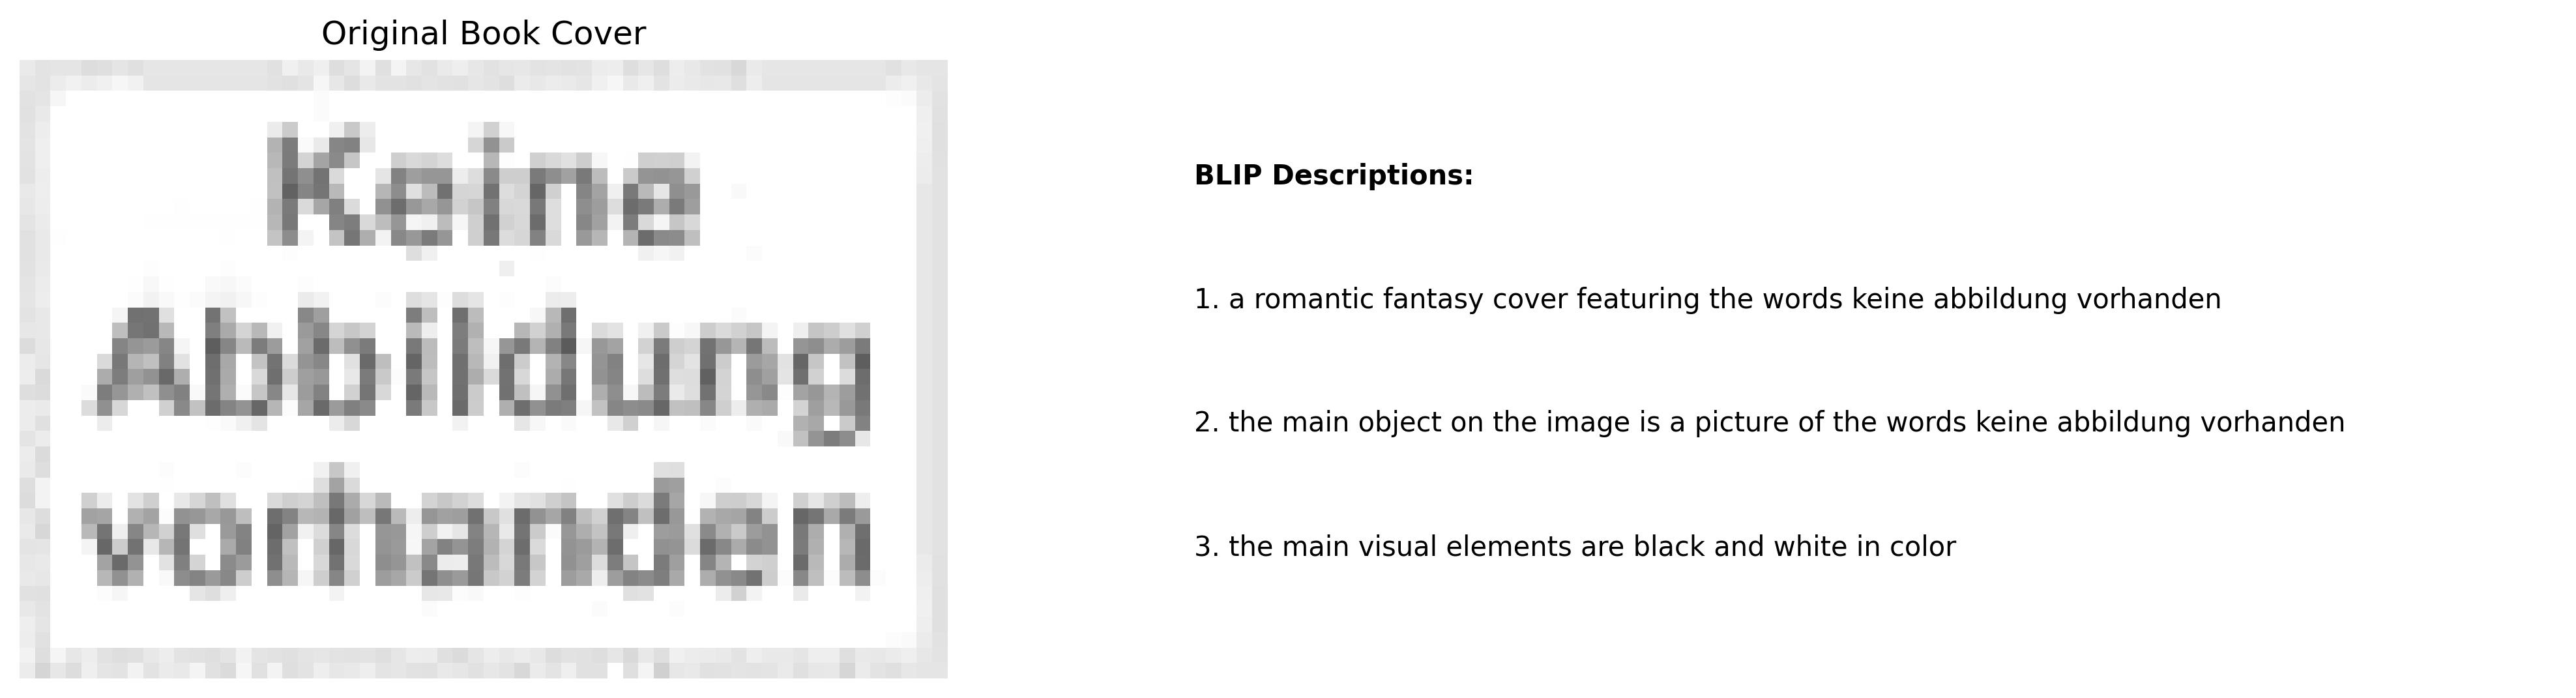 Original Book Cover
Keine
Abbildung
vorhanden
BLIP Descriptions:
1. a romantic fantasy cover featuring the words keine abbildung vorhanden
2. the main object on the image is a picture of the words keine abbildung vorhanden
3. the main visual elements are black and white in color